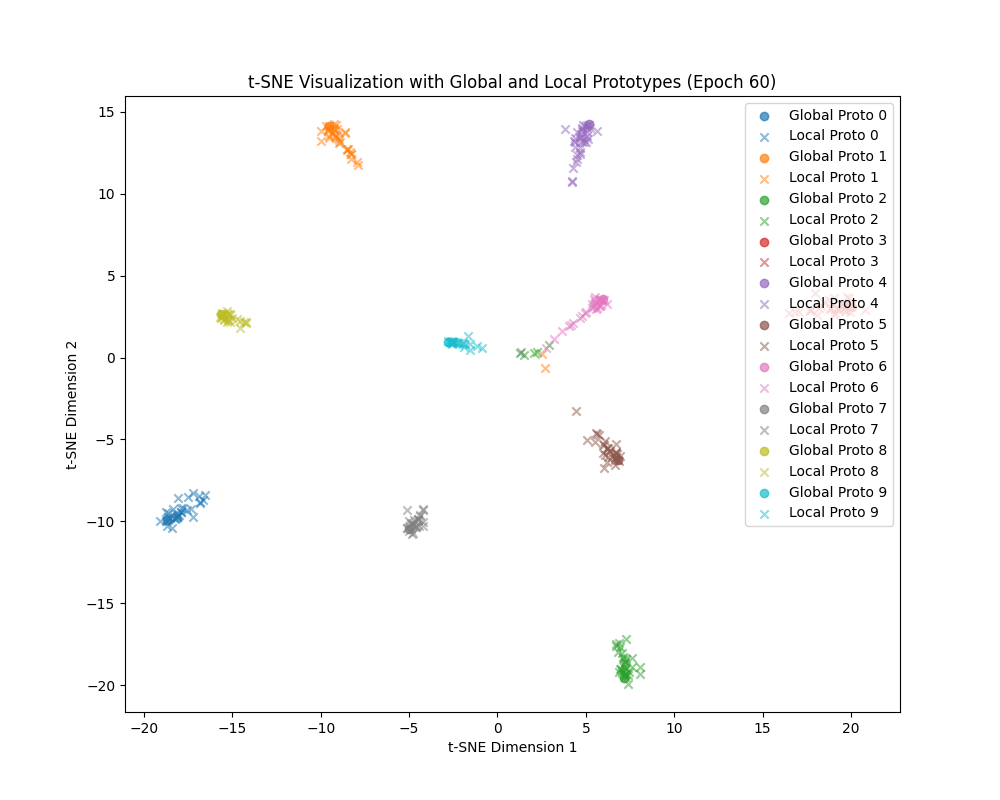 t-SNE Visualization with Global and Local Prototypes (Epoch 60)
15
10
5
0
−5
−10
−15
−20
t-SNE Dimension 2
−20
−15
−10
−5
0
5
10
15
20
t-SNE Dimension 1
Global Proto 0
Local Proto 0
Global Proto 1
Local Proto 1
Global Proto 2
Local Proto 2
Global Proto 3
Local Proto 3
Global Proto 4
Local Proto 4
Global Proto 5
Local Proto 5
Global Proto 6
Local Proto 6
Global Proto 7
Local Proto 7
Global Proto 8
Local Proto 8
Global Proto 9
Local Proto 9